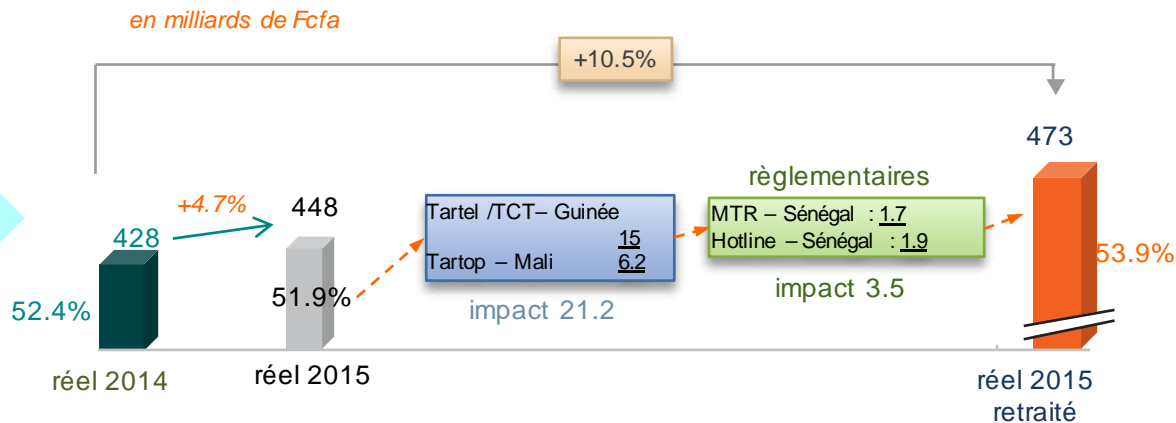 en milliards de Fcfa
+10.5%
473
règlementaires
+4.7%
448
Tartel /TCT– Guinée
15
Tartop – Mali 6.2
MTR – Sénégal : 1.7
Hotline – Sénégal : 1.9
428
53.9%
52.4%
51.9%
impact 21.2
impact 3.5
réel 2014
réel 2015
réel 2015
retraité